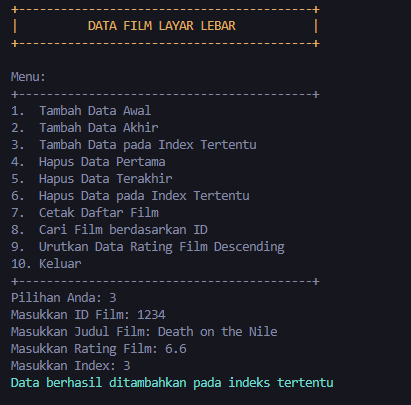 +------------------------------------------+
|          DATA FILM LAYAR LEBAR           |
+------------------------------------------+

Menu:
+------------------------------------------+
1.  Tambah Data Awal
2.  Tambah Data Akhir
3.  Tambah Data pada Index Tertentu
4.  Hapus Data Pertama
5.  Hapus Data Terakhir
6.  Hapus Data pada Index Tertentu
7.  Cetak Daftar Film
8.  Cari Film berdasarkan ID
9.  Urutkan Data Rating Film Descending
10. Keluar
+------------------------------------------+
Pilihan Anda: 3
Masukkan ID Film: 1234
Masukkan Judul Film: Death on the Nile
Masukkan Rating Film: 6.6
Masukkan Index: 3
Data berhasil ditambahkan pada indeks tertentu